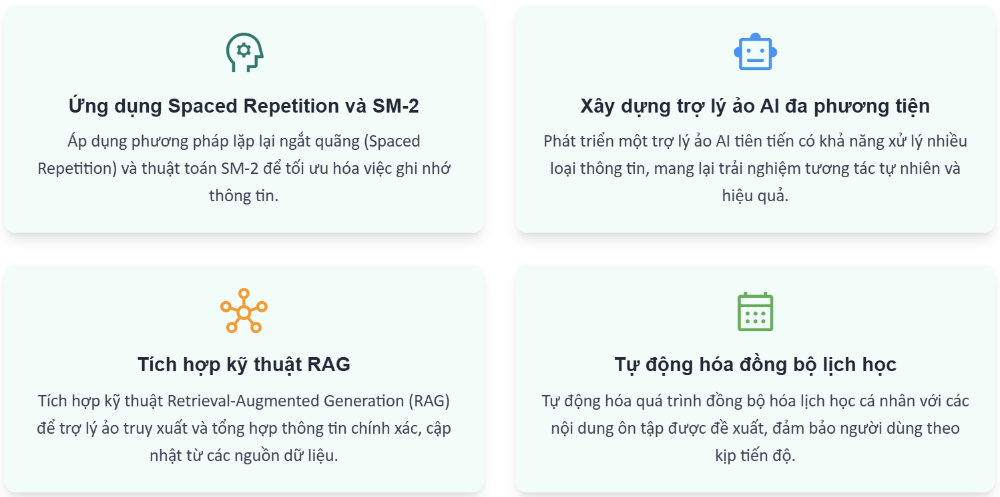 Ứng dụng Spaced Repetition và SM-2
Áp dụng phương pháp lặp lại ngắt quãng (Spaced
Repetition) và thuật toán SM-2 để tối ưu hóa việc ghi nhớ
thông tin.
Xây dựng trợ lý ảo AI đa phương tiện
Phát triển một trợ lý ảo AI tiên tiến có khả năng xử lý nhiều
loại thông tin, mang lại trải nghiệm tương tác tự nhiên và
hiệu quả.
Tích hợp kỹ thuật RAG
Tích hợp kỹ thuật Retrieval-Augmented Generation (RAG)
để trợ lý ảo truy xuất và tổng hợp thông tin chính xác, cập
nhật từ các nguồn dữ liệu.
Tự động hóa đồng bộ lịch học
Tự động hóa quá trình đồng bộ hóa lịch học cá nhân với các
nội dung ôn tập được đề xuất, đảm bảo người dùng theo
kịp tiến độ.